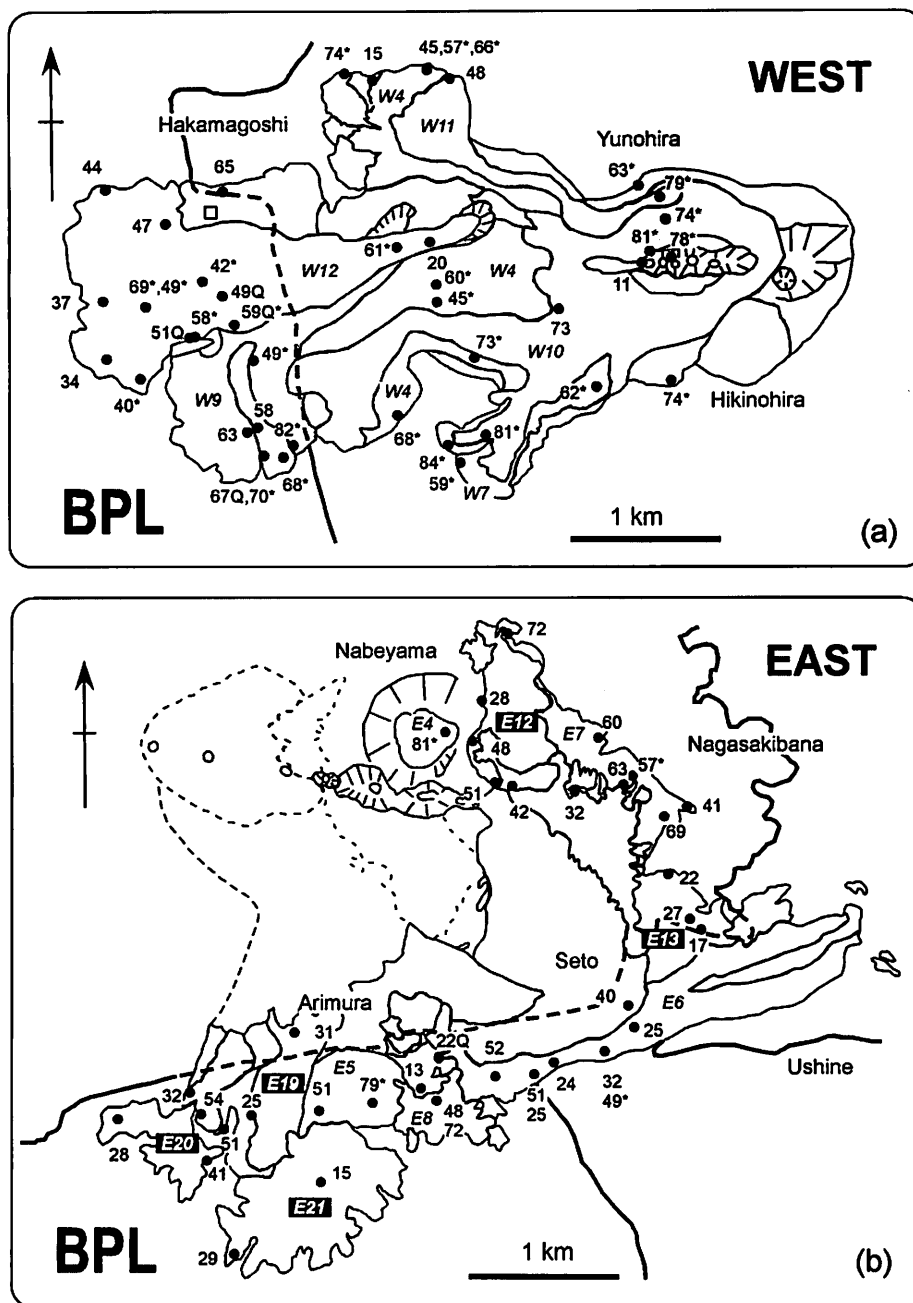 WEST
74* 15 45,57*,66* 48
W4
W11
Hakamagoshi
Yunohira
44 65 63* 79*
47 74*
61* 81* 78*
W12 20 W4
42* 60* 11
69*,49* 49Q
37 45*
58* 59Q* 73
51Q W10
49* 73*
34 W4 62* 74*
40* W9 Hikinohira
58
63 82* 68* 81*
84*
67Q,70* 68* 59* W7
BPL
1 km
(a)
72
EAST
Nabeyama
28
E12
E4 E7 60
81* 48 Nagasakibana
63 57*
51 42 32 41
69
22
27
E13 17
Seto
40 E6
Arimura
31 25
22Q 52
E5 Ushine
E19 13 24 32
32 54 25 51 79* 48 51 49*
E8 72 25
28 E20 51
41
15
E21
29
BPL
1 km
(b)